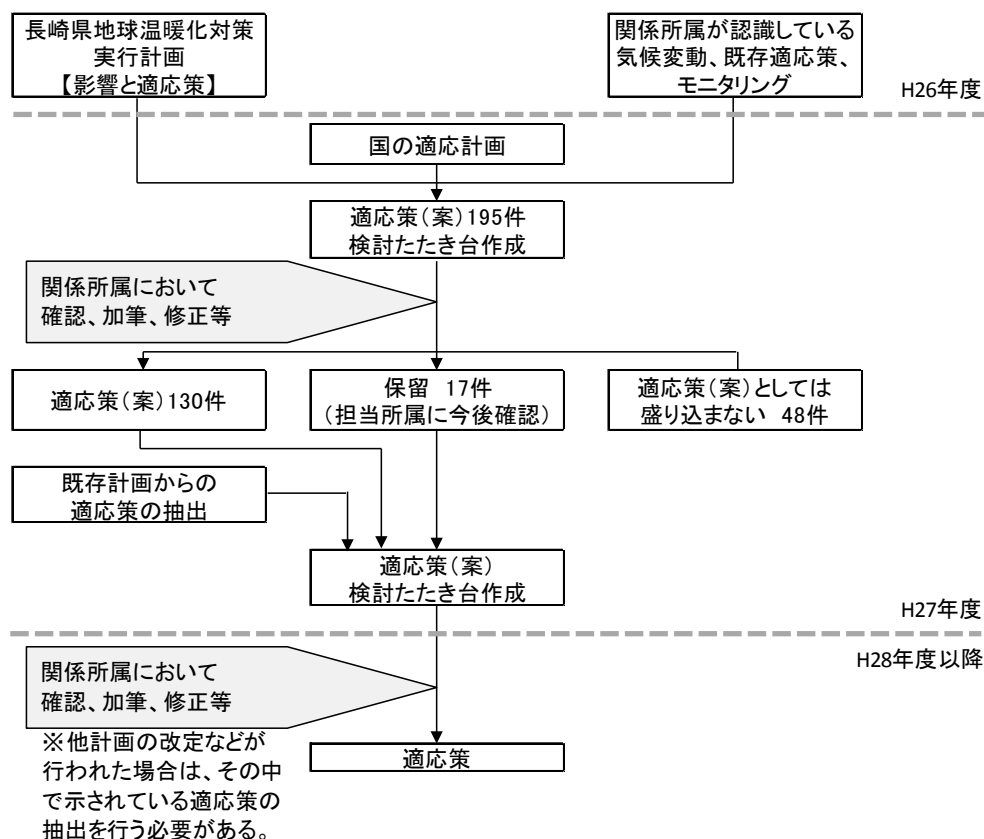 長崎県地球温暖化対策
実行計画
【影響と適応策】
関係所属が認識している
気候変動、既存適応策、
モニタリング
H26年度
国の適応計画
適応策(案)195件
検討たたき台作成
関係所属において
確認、加筆、修正等
適応策(案)130件
保留 17件
(担当所属に今後確認)
適応策(案)としては
盛り込まない 48件
既存計画からの
適応策の抽出
適応策(案)
検討たたき台作成
H27年度
H28年度以降
関係所属において
確認、加筆、修正等
※他計画の改定などが
行われた場合は、その中
で示されている適応策の
抽出を行う必要がある。
適応策